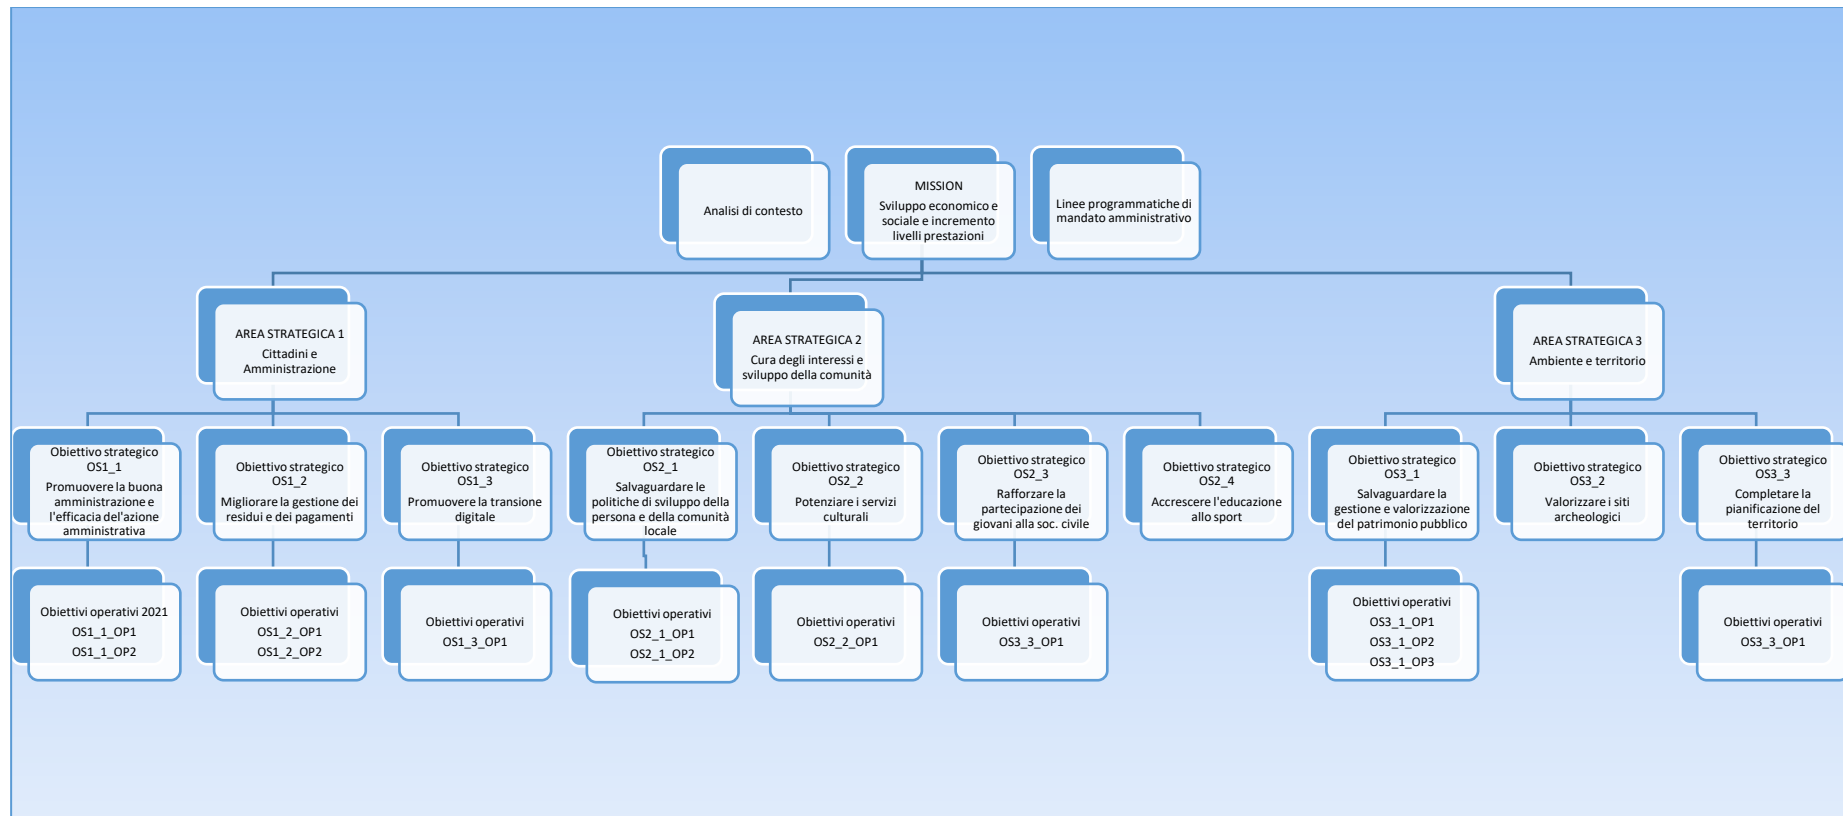 Analisi di contesto
MISSION
Sviluppo economico e
sociale e incremento
livelli prestazioni
Linee programmatiche di
mandato amministrativo
AREA STRATEGICA 1
Cittadini e
Amministrazione
AREA STRATEGICA 2
Cura degli interessi e
sviluppo della comunità
AREA STRATEGICA 3
Ambiente e territorio
Obiettivo strategico
OS1_1
Promuovere la buona
amministrazione e
l'efficacia del'azione
amministrativa
Obiettivo strategico
OS1_2
Migliorare la gestione dei
residui e dei pagamenti
Obiettivo strategico
OS1_3
Promuovere la transione
digitale
Obiettivo strategico
OS2_1
Salvaguardare le
politiche di sviluppo della
persona e della comunità
locale
Obiettivo strategico
OS2_2
Potenziare i servizi
culturali
Obiettivo strategico
OS2_3
Rafforzare la
partecipazione dei
giovani alla soc. civile
Obiettivo strategico
OS2_4
Accrescere l'educazione
allo sport
Obiettivo strategico
OS3_1
Salvaguardare la
gestione e valorizzazione
del patrimonio pubblico
Obiettivo strategico
OS3_2
Valorizzare i siti
archeologici
Obiettivo strategico
OS3_3
Completare la
pianificazione del
territorio
Obiettivi operativi 2021
OS1_1_OP1
OS1_1_OP2
Obiettivi operativi
OS1_2_OP1
OS1_2_OP2
Obiettivi operativi
OS1_3_OP1
Obiettivi operativi
OS2_1_OP1
OS2_1_OP2
Obiettivi operativi
OS2_2_OP1
Obiettivi operativi
OS3_3_OP1
Obiettivi operativi
OS3_1_OP1
OS3_1_OP2
OS3_1_OP3
Obiettivi operativi
OS3_3_OP1